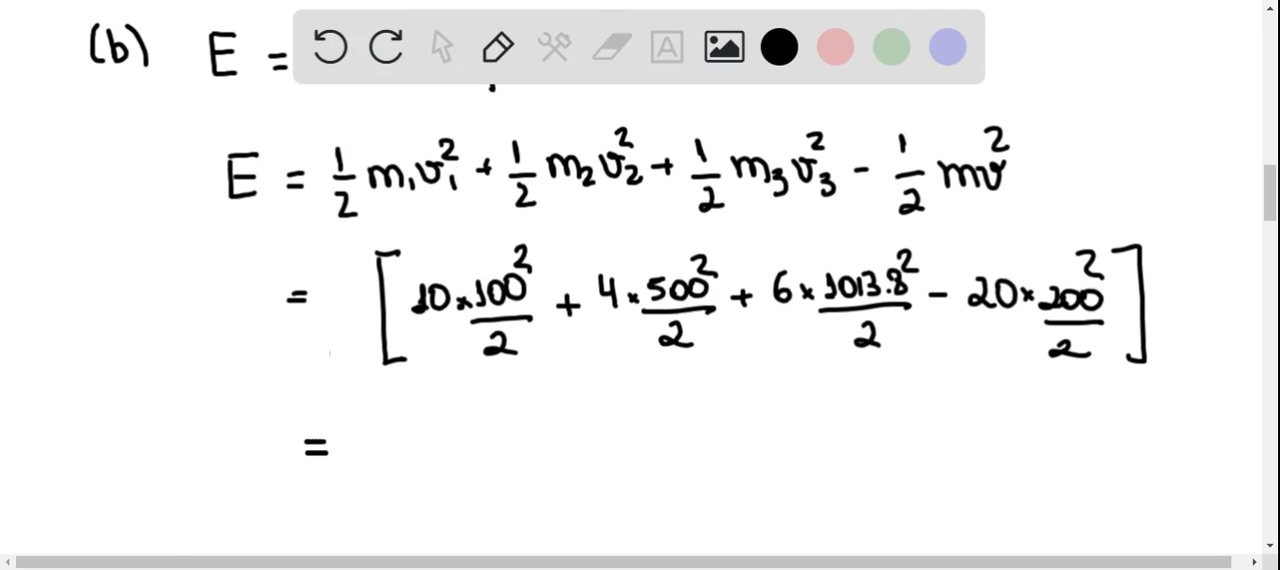 (b) E =
E = 1/2 m₁v₁² + 1/2 m₂v₂² + 1/2 m₃v₃² - 1/2 mv²
= [10 × 100²/2 + 4 × 500²/2 + 6 × 1013.8²/2 - 20 × 200²/2]
=